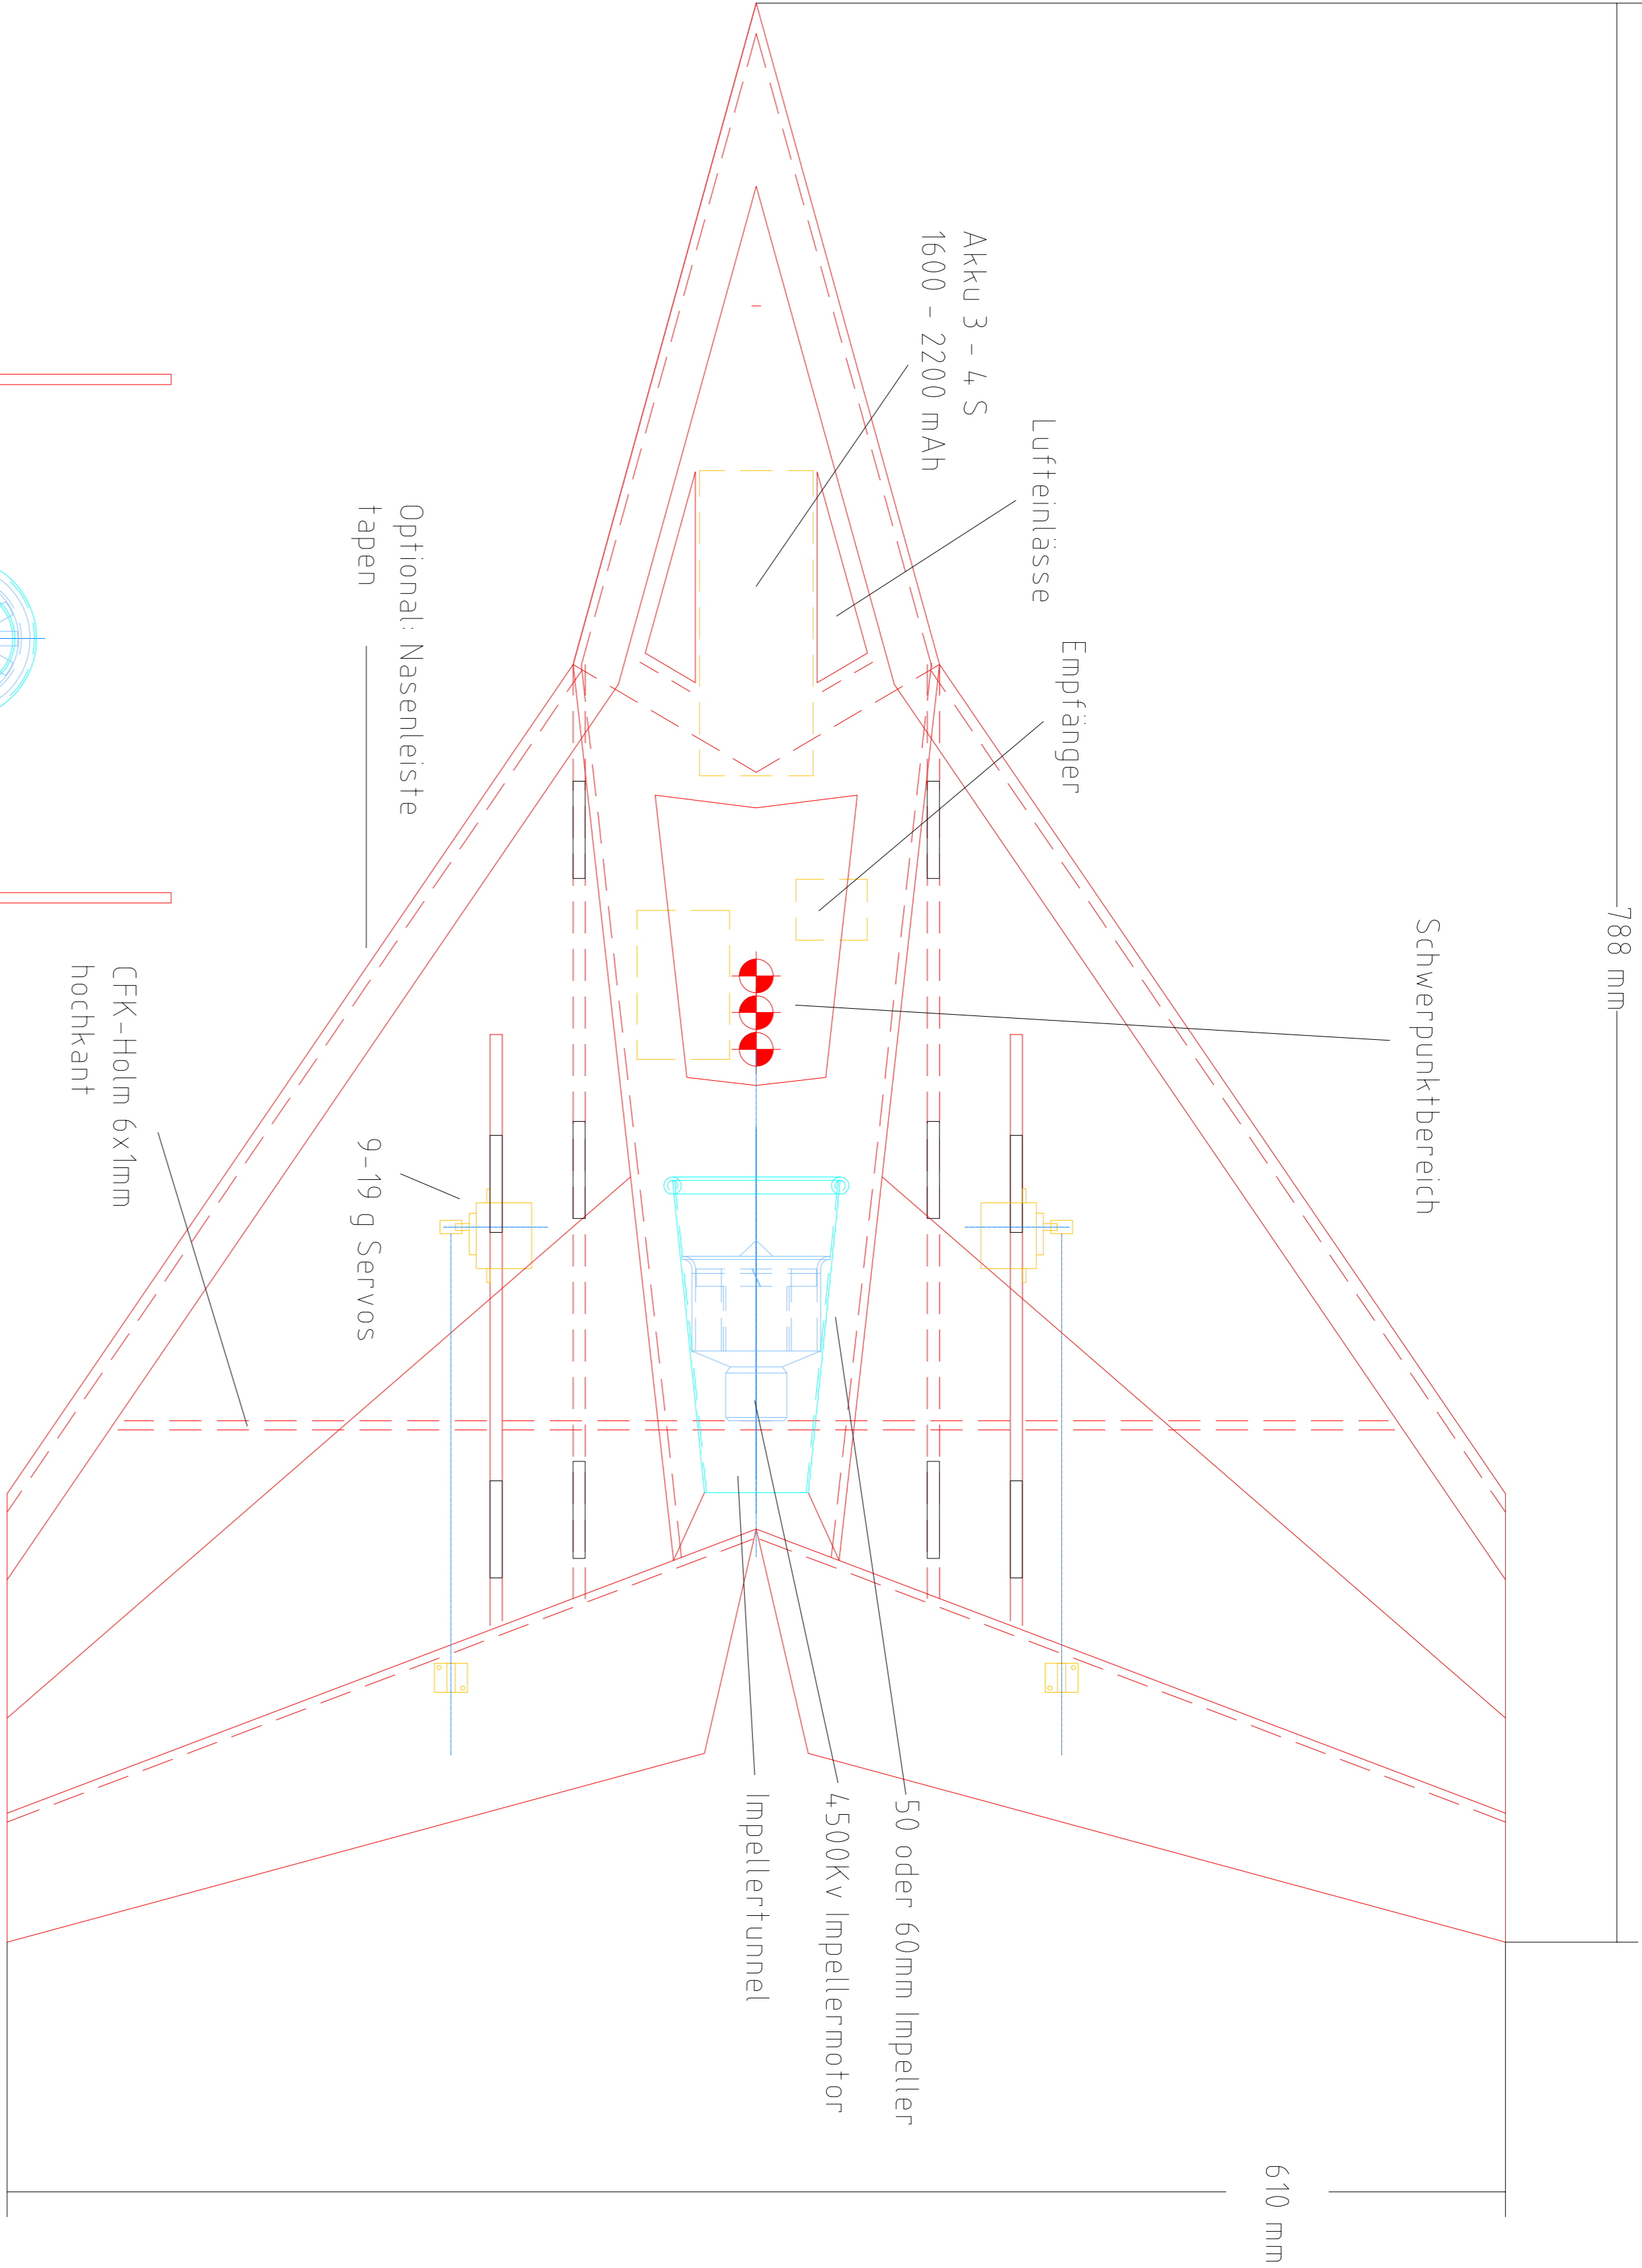 788 mm
Schwerpunktbereich
Empfänger
Lufteinlässe
Akku 3 - 4 S
1600 - 2200 mAh
610 mm
50 oder 60mm Impeller
4500Kv Impellermotor
Impellertunnel
Optional: Nasenleiste
tapen
9-19 g Servos
CFK-Holm 6x1mm
hochkant